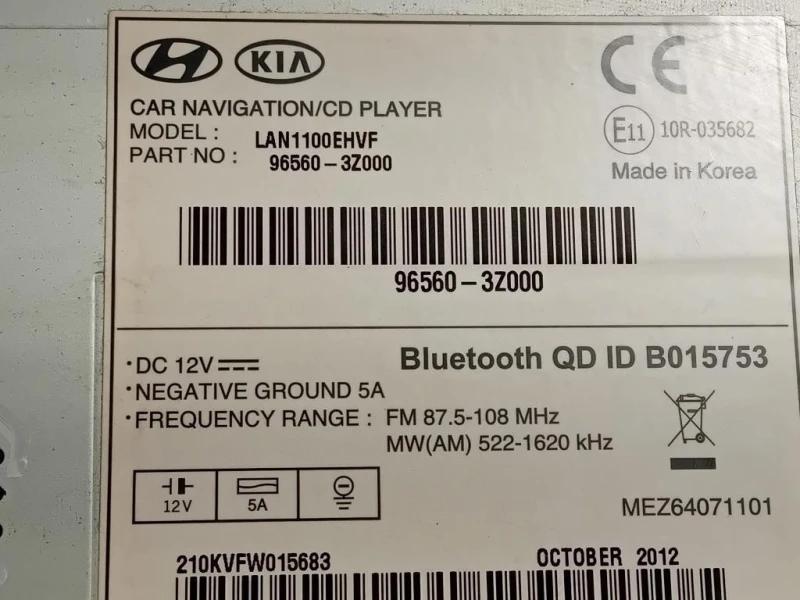 KIA
CE
CAR NAVIGATION/CD PLAYER
MODEL : LAN1100EHVF
PART NO : 96560-3Z000
E11 10R-035682
Made in Korea
96560-3Z000
· DC 12V
Bluetooth QD ID B015753
· NEGATIVE GROUND 5A
· FREQUENCY RANGE : FM 87.5-108 MHz
MW(AM) 522-1620 kHz
12V 5A
MEZ64071101
210KVFW015683 OCTOBER 2012